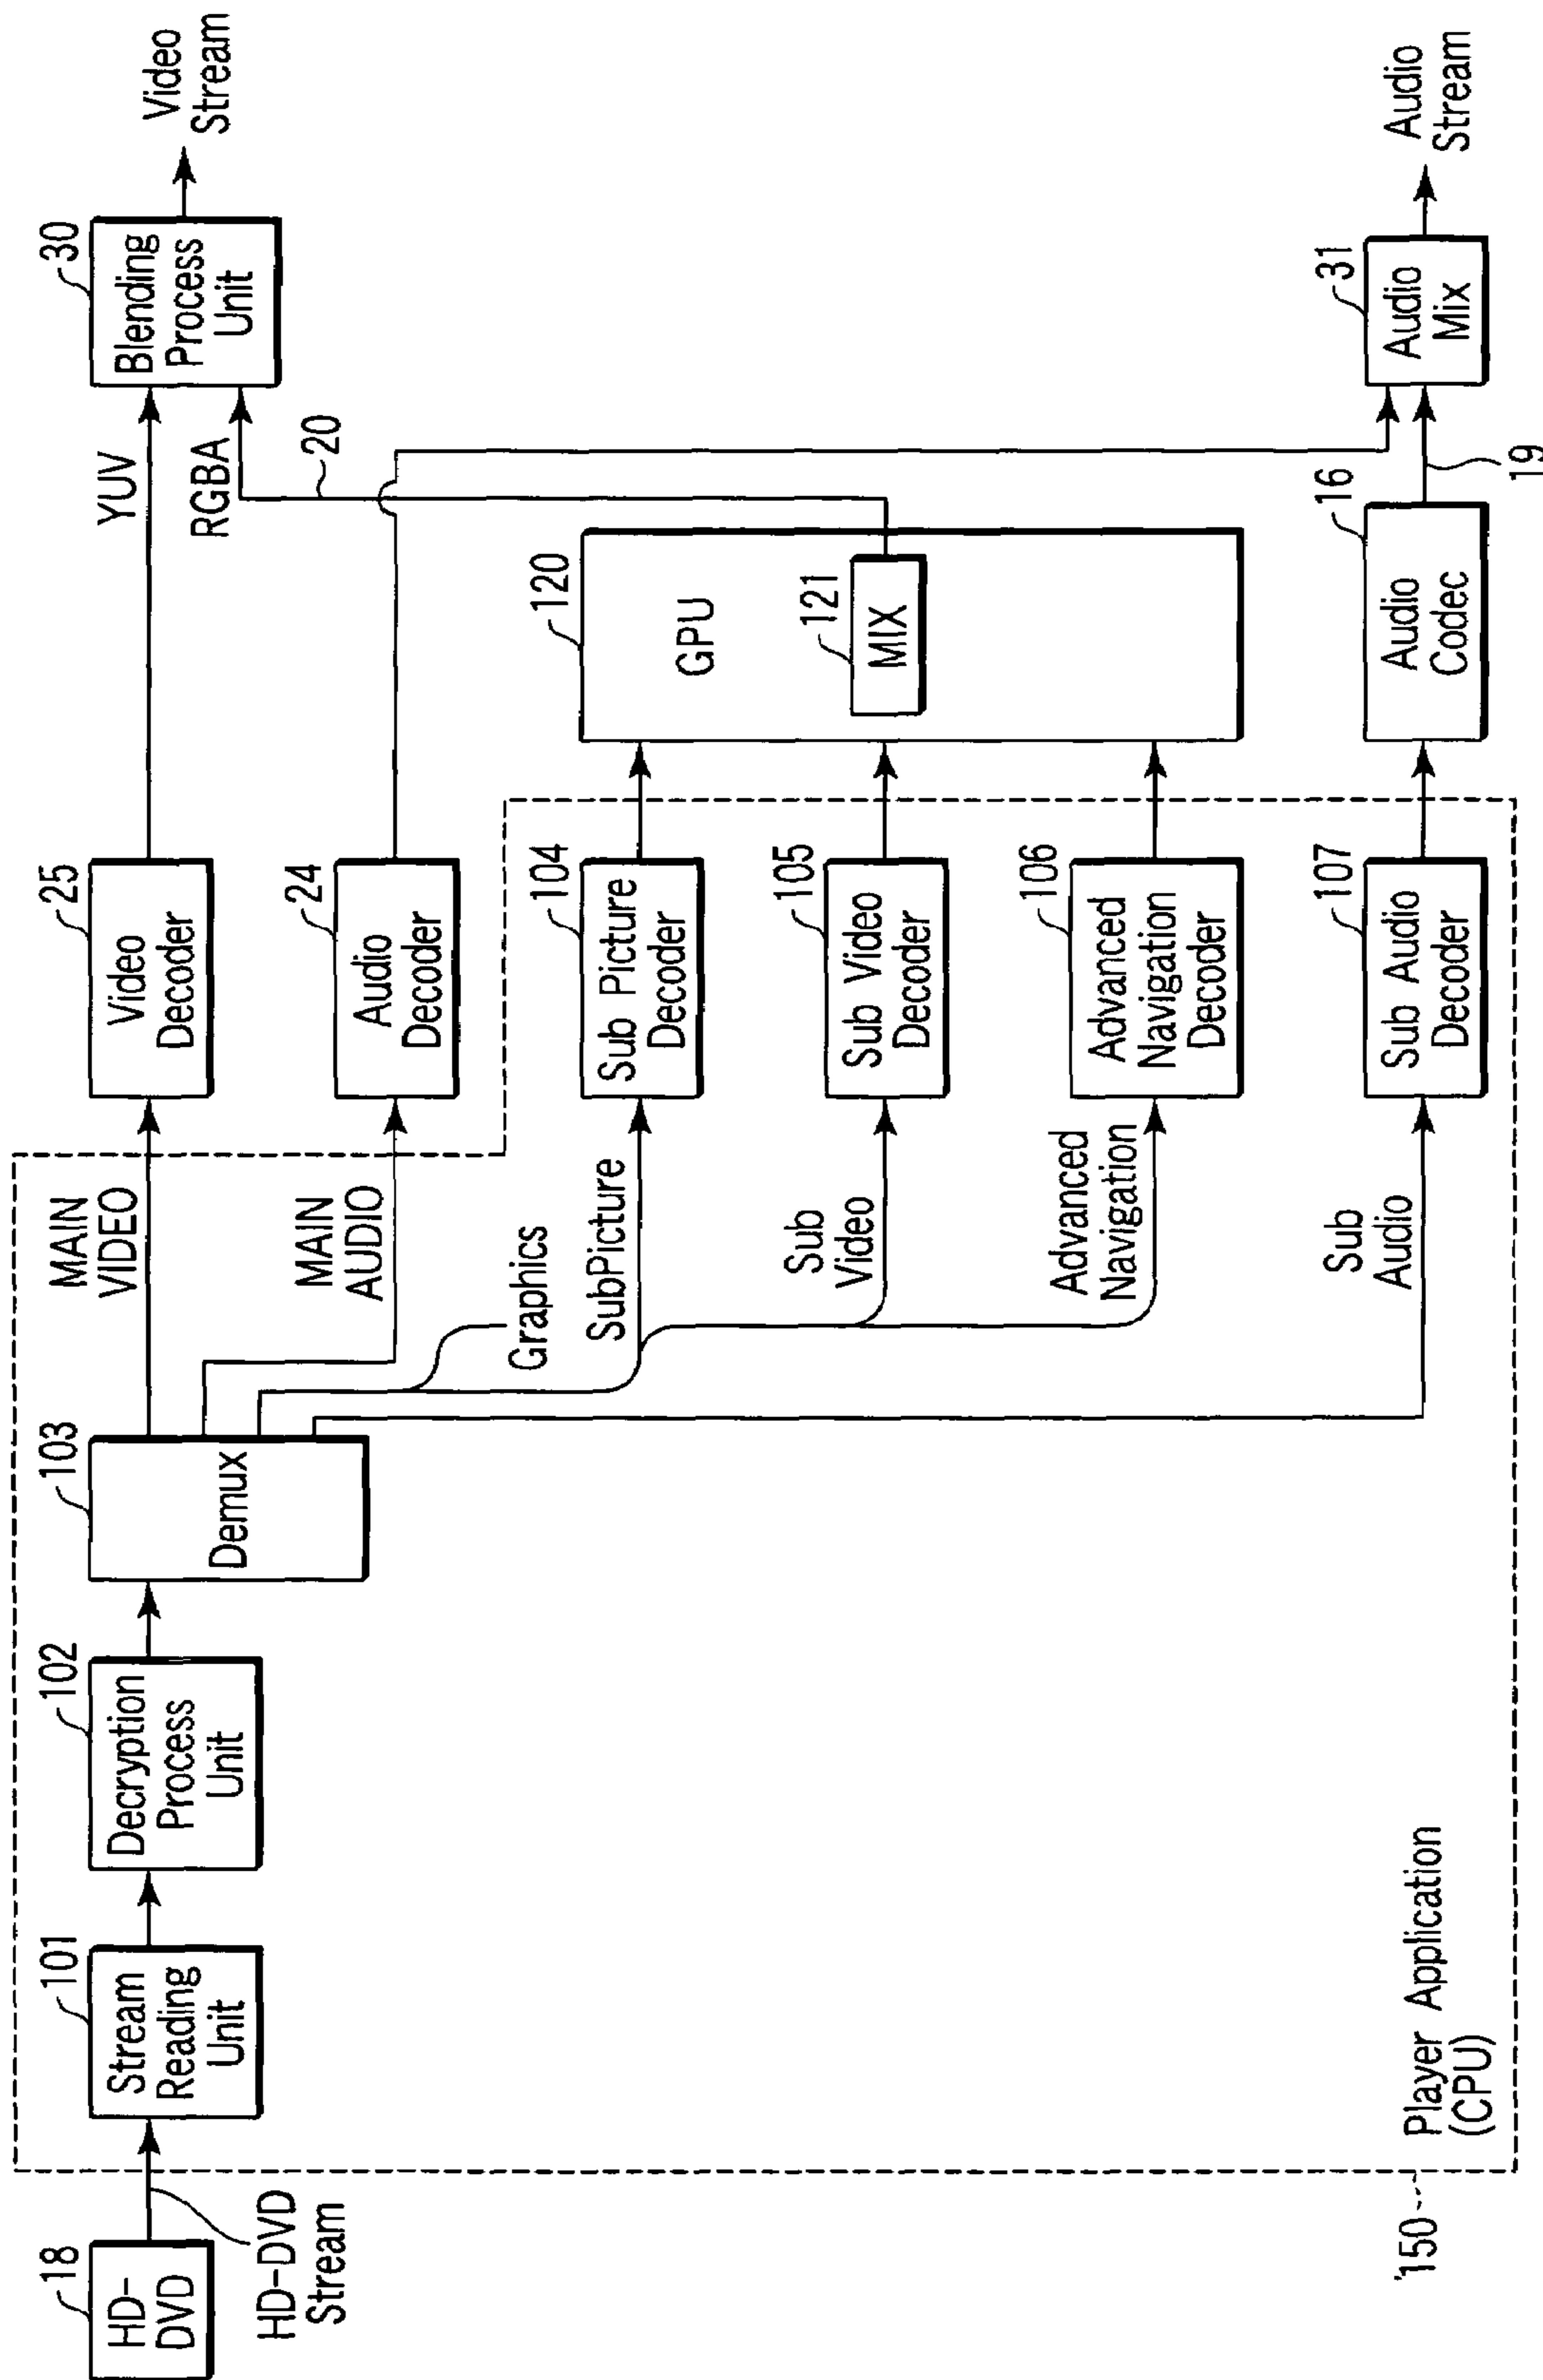 18
HD-
DVD
HD-DVD
Stream
101
Stream
Reading
Unit
102
Decryption
Process
Unit
103
Demux
MAIN
VIDEO
MAIN
AUDIO
Graphics
SubPicture
Sub
Video
Advanced
Navigation
Sub
Audio
25
Video
Decoder
24
Audio
Decoder
104
Sub Picture
Decoder
105
Sub Video
Decoder
106
Advanced
Navigation
Decoder
107
Sub Audio
Decoder
YUV
RGBA
20
120
GPU
121
MIX
16
Audio
Codec
19
30
Blending
Process
Unit
Video
Stream
31
Audio
Mix
Audio
Stream
150
Player Application
(CPU)